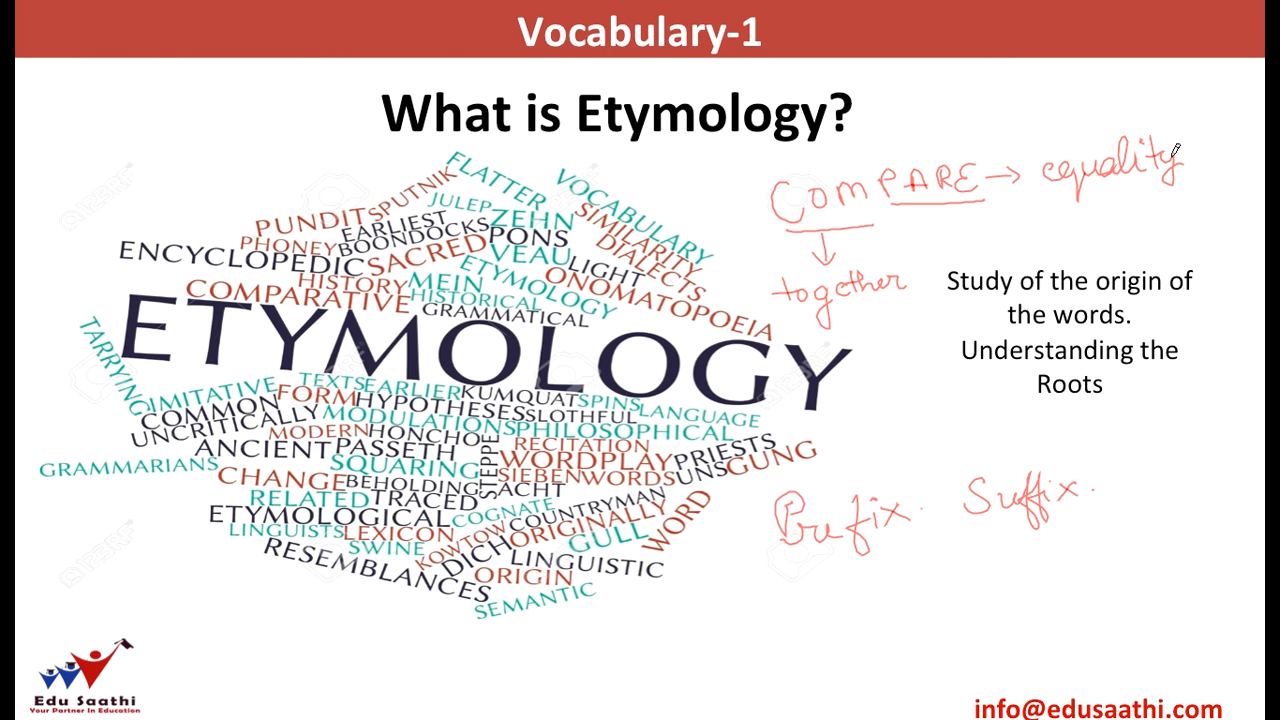 Vocabulary-1
What is Etymology?
COMPARE → equality
together
Study of the origin of
the words.
Understanding the
Roots
Prefix. Suffix.
FLATTER
SPUTNIK
VOCABULARY
JULEP
PUNDIT
EARLIEST
ZEHN
SIMILARITY
PHONEY
BOONDOCKS
PONS
DIALECTS
ENCYCLOPEDIC
SACRED
VEAU
LIGHT
HISTORY
MEIN
ETYMOLOGY
ONOMATOPOEIA
COMPARATIVE
HISTORICAL
GRAMMATICAL
ETYMOLOGY
TARRYING
IMITATIVE
TEXTS
EARLIER
KUMQUAT
SPINS
LANGUAGE
COMMON
FORM
HYPOTHESES
SLOTHFUL
UNCRITICALLY
MODULATIONS
PHILOSOPHICAL
MODERN
HONCHO
RECITATION
PRIESTS
ANCIENT
PASSETH
STEPPE
WORDPLAY
GUNG
GRAMMARIANS
SQUARING
SIEBEN
WORDS
UNS
CHANGE
BEHOLDING
ACHT
RELATED
TRACED
COUNTRYMAN
WORD
ETYMOLOGICAL
COGNATE
ORIGINALLY
LINGUISTS
LEXICON
KOWTOW
DICH
GULL
SWINE
LINGUISTIC
RESEMBLANCES
ORIGIN
SEMANTIC
Edu Saathi
Your Partner In Education
info@edusaathi.com